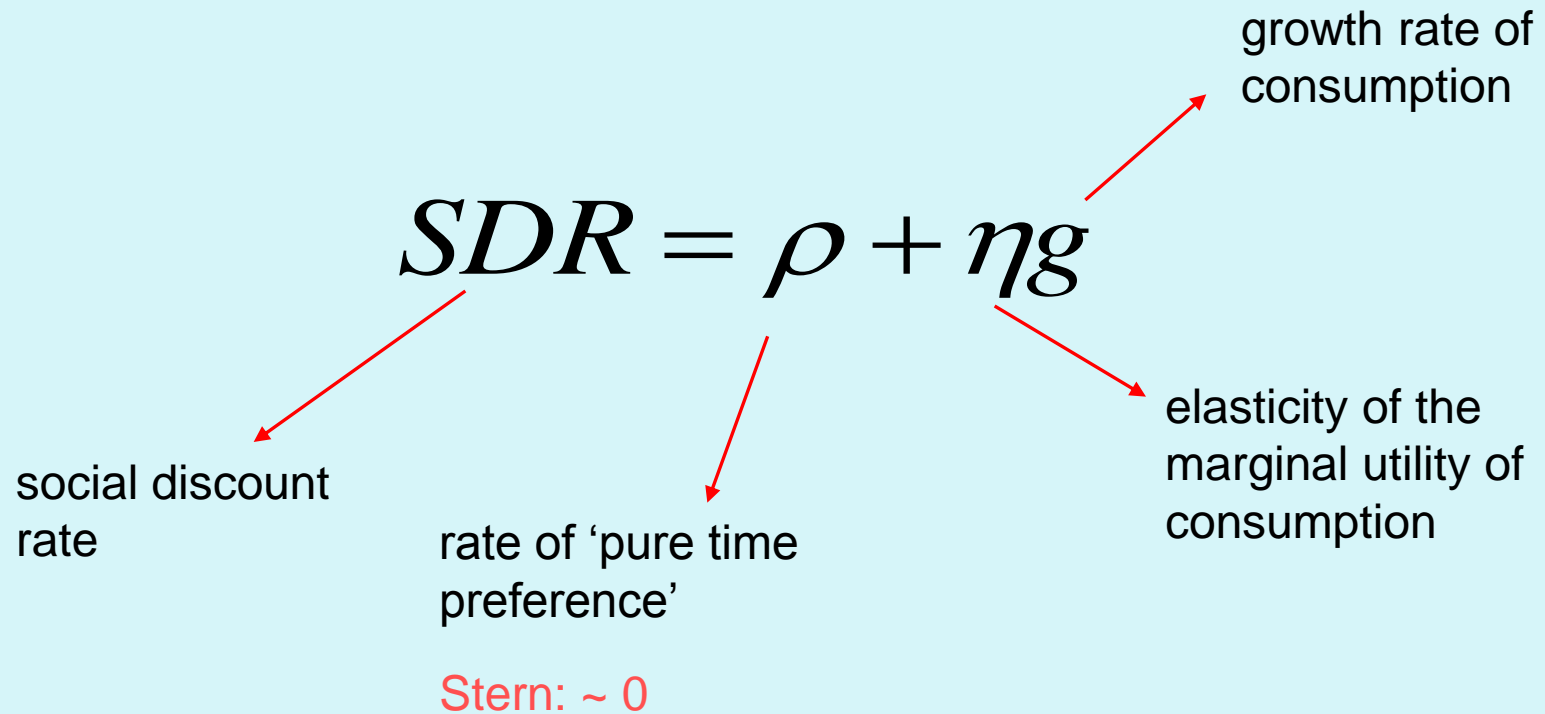 growth rate of
consumption
SDR = ρ + ηg
elasticity of the
marginal utility of
consumption
social discount
rate
rate of ‘pure time
preference’
Stern: ~ 0